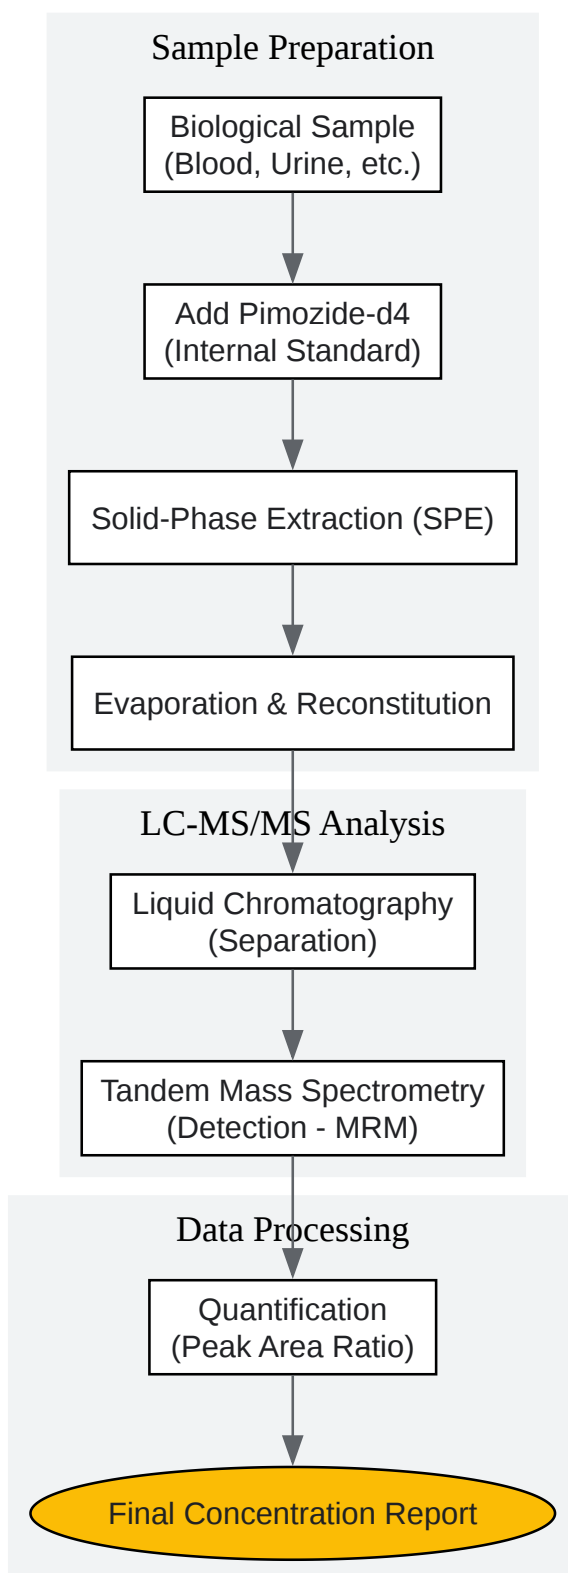 Sample Preparation
Biological Sample
(Blood, Urine, etc.)
Add Pimozide-d4
(Internal Standard)
Solid-Phase Extraction (SPE)
Evaporation & Reconstitution
LC-MS/MS Analysis
Liquid Chromatography
(Separation)
Tandem Mass Spectrometry
(Detection - MRM)
Data Processing
Quantification
(Peak Area Ratio)
Final Concentration Report